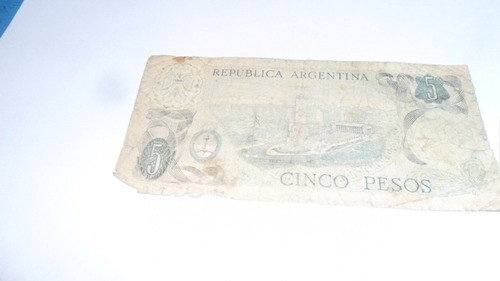 REPUBLICA ARGENTINA
5
5
CINCO PESOS